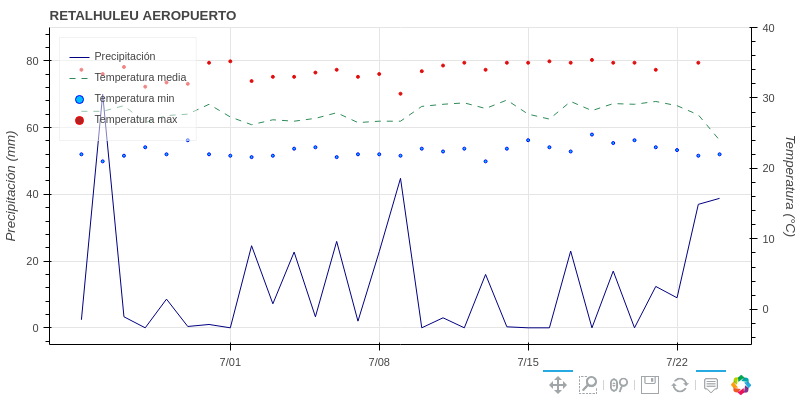 RETALHULEU AEROPUERTO
Precipitación
Temperatura media
Temperatura min
Temperatura max
Precipitación (mm)
80
60
40
20
0
Temperatura (°C)
40
30
20
10
0
7/01
7/08
7/15
7/22